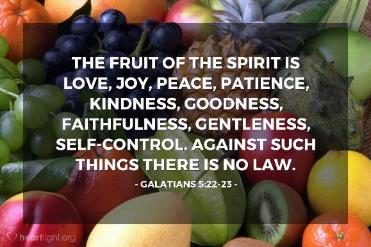 THE FRUIT OF THE SPIRIT IS
LOVE, JOY, PEACE, PATIENCE,
KINDNESS, GOODNESS,
FAITHFULNESS, GENTLENESS,
SELF-CONTROL. AGAINST SUCH
THINGS THERE IS NO LAW.
- GALATIANS 5:22-23 -
heartlight.org